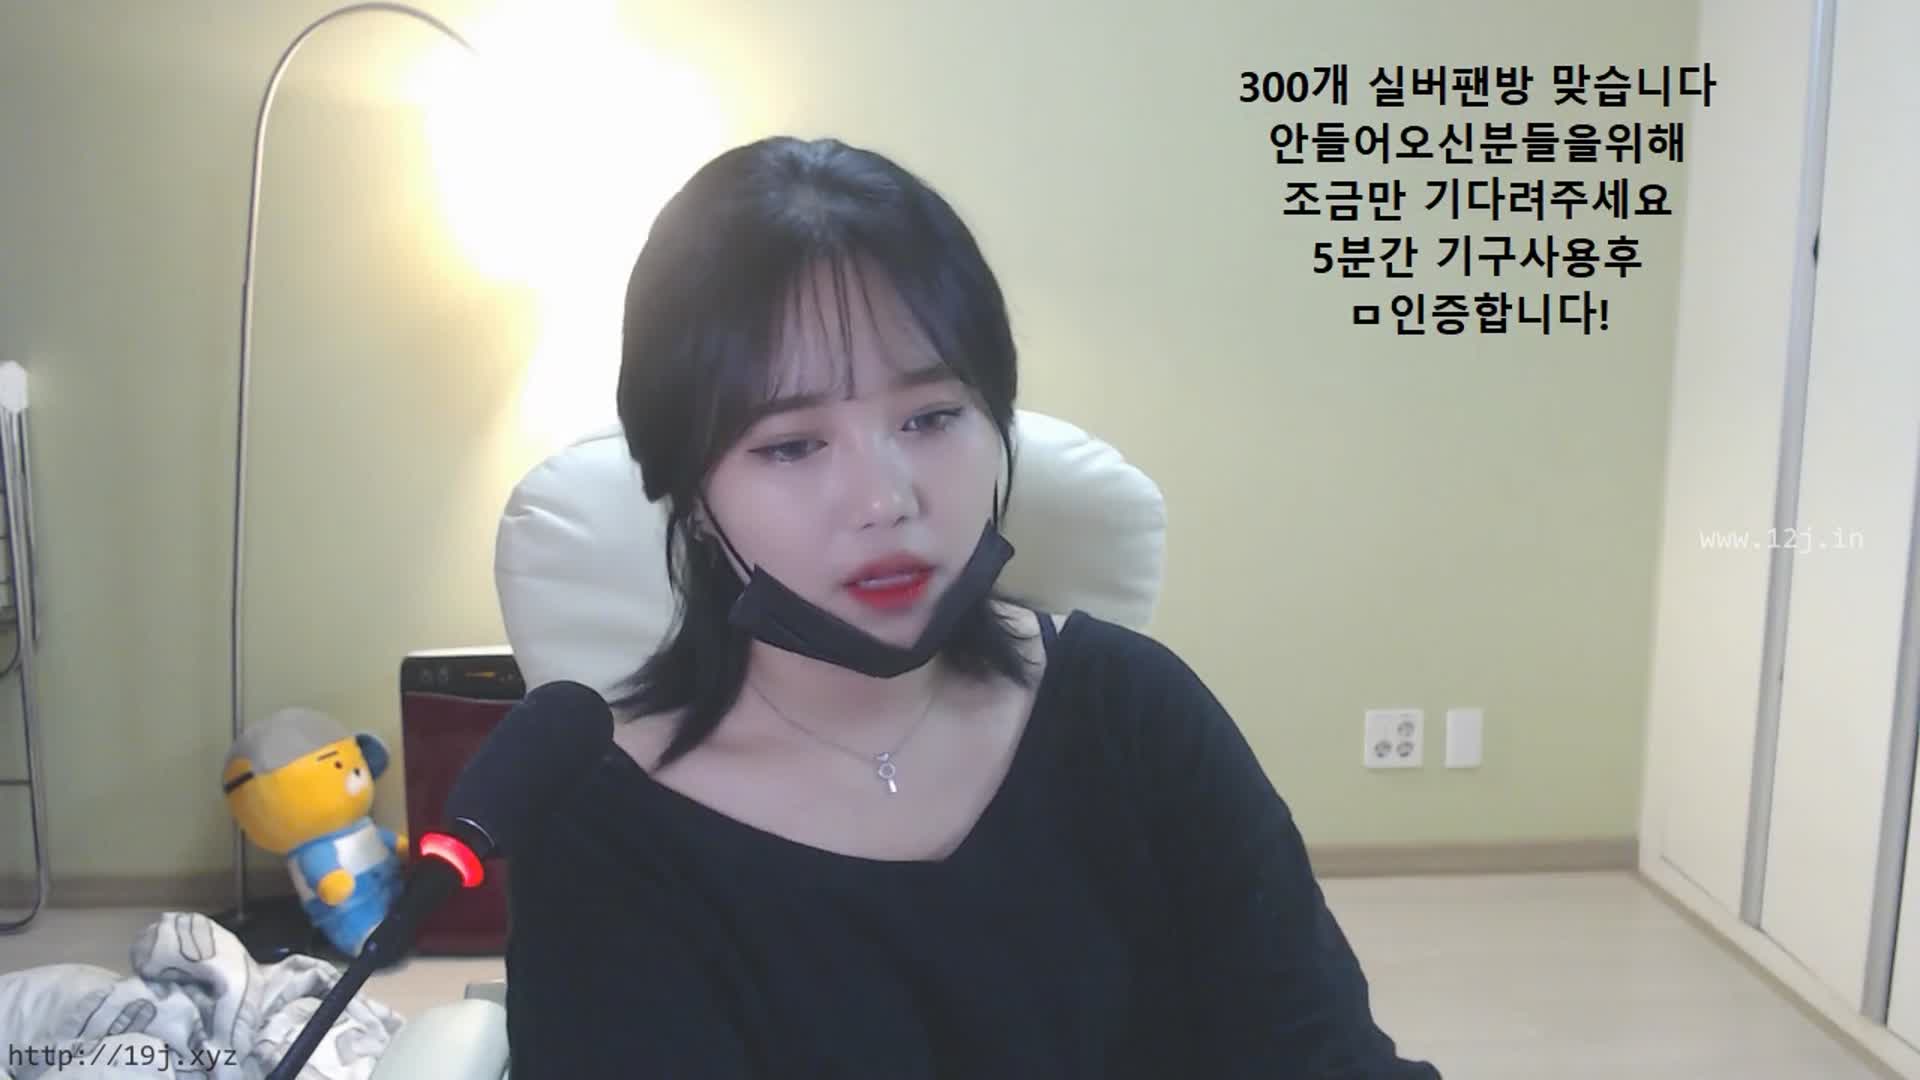 300개 실버팬방 맞습니다
안들어오신분들을위해
조금만 기다려주세요
5분간 기구사용후
ㅁ인증합니다!
www.12j.in
http://19j.xyz